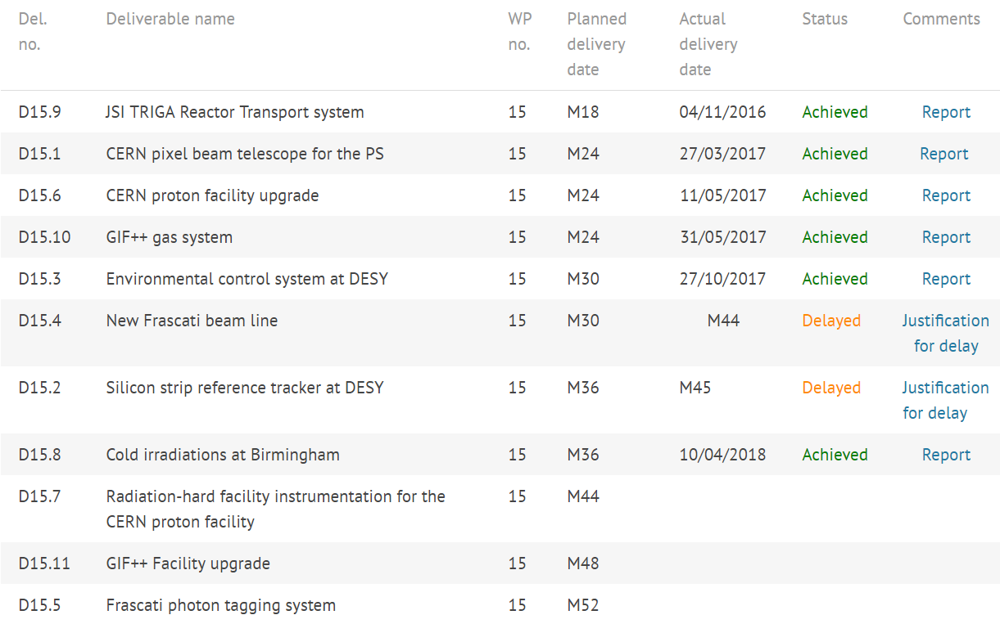 Del. no. Deliverable name WP no. Planned delivery date Actual delivery date Status Comments
D15.9 JSI TRIGA Reactor Transport system 15 M18 04/11/2016 Achieved Report
D15.1 CERN pixel beam telescope for the PS 15 M24 27/03/2017 Achieved Report
D15.6 CERN proton facility upgrade 15 M24 11/05/2017 Achieved Report
D15.10 GIF++ gas system 15 M24 31/05/2017 Achieved Report
D15.3 Environmental control system at DESY 15 M30 27/10/2017 Achieved Report
D15.4 New Frascati beam line 15 M30 M44 Delayed Justification
for delay
D15.2 Silicon strip reference tracker at DESY 15 M36 M45 Delayed Justification
for delay
D15.8 Cold irradiations at Birmingham 15 M36 10/04/2018 Achieved Report
D15.7 Radiation-hard facility instrumentation for the 15 M44
CERN proton facility
D15.11 GIF++ Facility upgrade 15 M48
D15.5 Frascati photon tagging system 15 M52